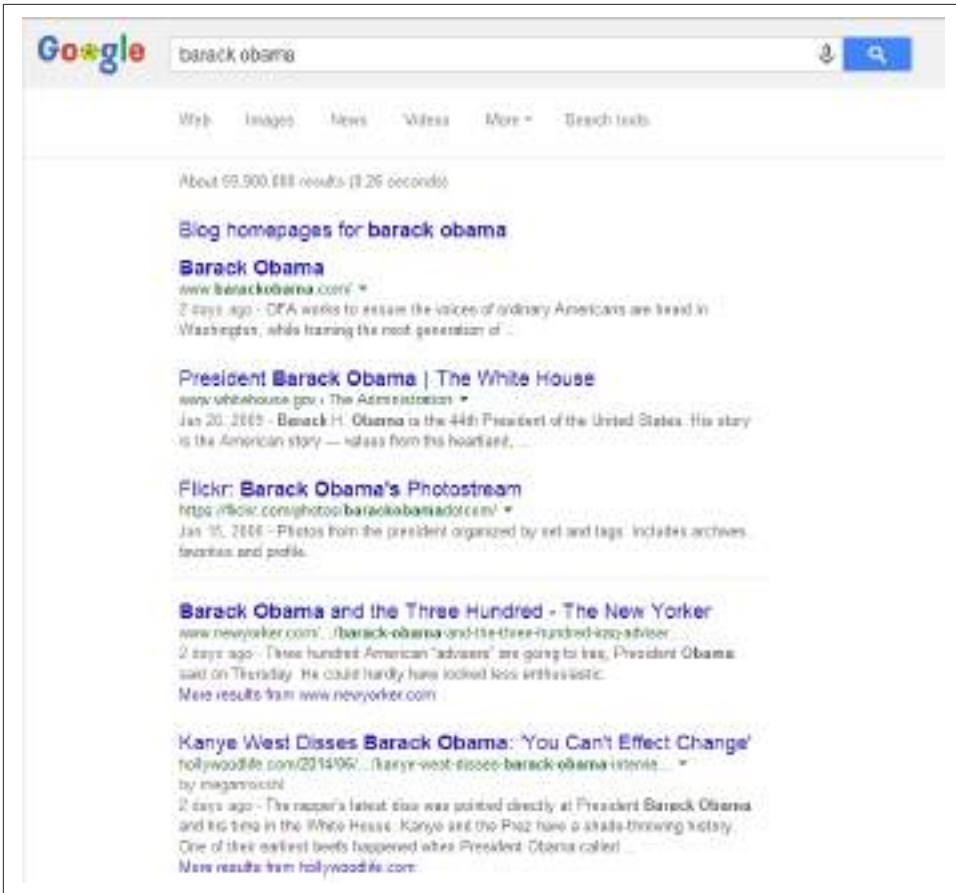 Google
barack obama
Web Images News Videos More Search tools
About 59,900,000 results (0.26 seconds)
Blog homepages for barack obama
Barack Obama
www.barackobama.com/
2 days ago - OFA works to ensure the voices of ordinary Americans are heard in
Washington, while training the next generation of ...
President Barack Obama | The White House
www.whitehouse.gov › The Administration
Jan 20, 2009 - Barack H. Obama is the 44th President of the United States. His story
is the American story — values from the heartland, ...
Flickr: Barack Obama's Photostream
https://flickr.com/photos/barackobamadotcom/
Jan 15, - Photos from the president organized by set and tags. Includes archives,
favorites and profile.
Barack Obama and the Three Hundred - The New Yorker
www.newyorker.com/.../barack-obama-and-the-three-hundred-iraq-adviser
2 days ago - Three hundred American "advisers" are going to Iraq, President Obama
said on Thursday. He could hardly have looked less enthusiastic.
More results from www.newyorker.com
Kanye West Disses Barack Obama: 'You Can't Effect Change'
hollywoodlife.com/2014/06/.../kanye-west-disses-barack-obama-intervie...
by
2 days ago - The rapper's latest diss was pointed directly at President Barack Obama
and his time in the White House. Kanye and the Prez have a shade-throwing history.
One of their earliest beefs happened when President Obama called ...
More results from hollywoodlife.com